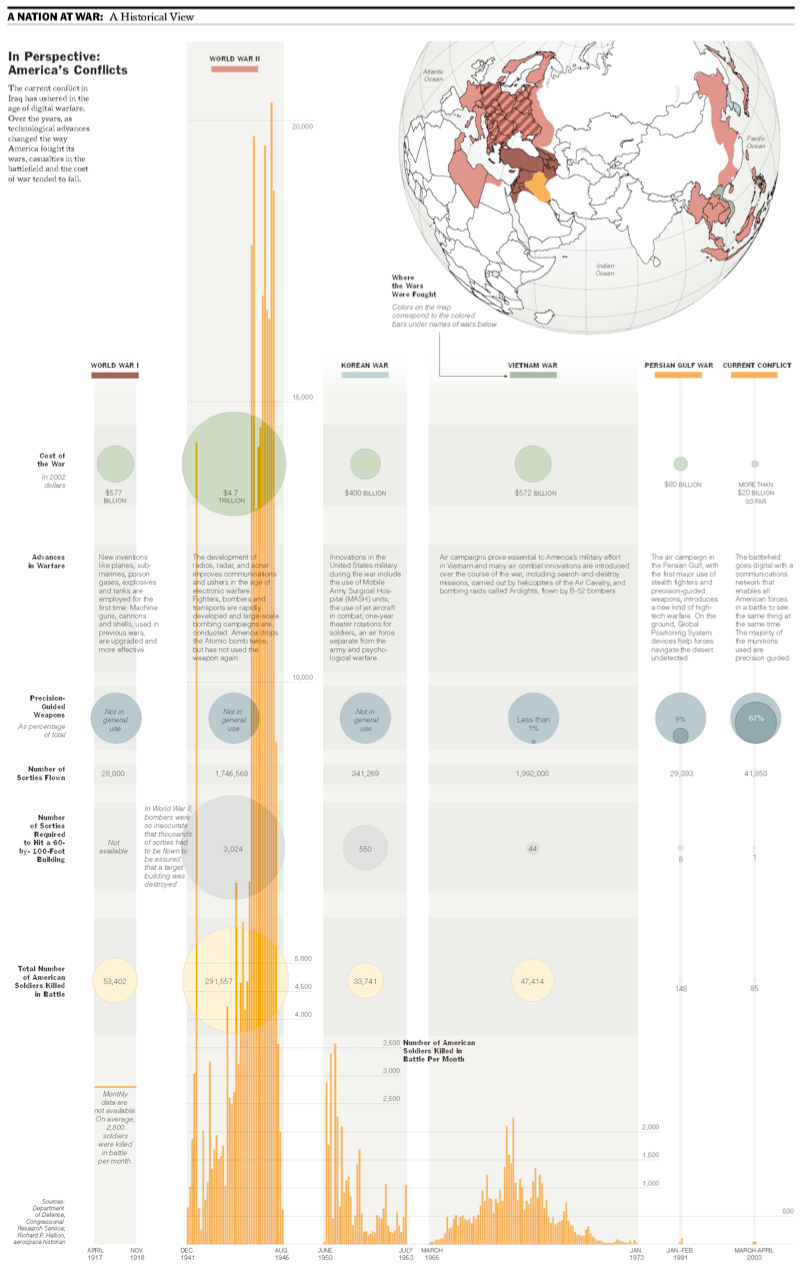 A NATION AT WAR: A Historical View
In Perspective:
America's Conflicts
The current conflict in
Iraq has ushered in the
age of digital warfare.
Over the years, as
technological advances
changed the way
America fought its
wars, casualties in the
battlefield and the cost
of war tended to fall.
WORLD WAR II
20,000
15,000
10,000
5,000
4,500
4,000
3,500
3,000
2,500
2,000
1,500
1,000
500
Atlantic
Ocean
Pacific
Ocean
Indian
Ocean
Where
the Wars
Were Fought
Colors on the map
correspond to the colored
bars under names of wars below.
WORLD WAR I
KOREAN WAR
VIETNAM WAR
PERSIAN GULF WAR
CURRENT CONFLICT
Cost of
the War
In 2002
dollars
$577
BILLION
$4.7
TRILLION
$400 BILLION
$572 BILLION
$80 BILLION
MORE THAN
$20 BILLION
SO FAR
Advances
in Warfare
New inventions
like planes, sub-
marines, poison
gases, explosives
and tanks are
employed for the
first time. Machine
guns, cannons
and shells, used in
previous wars,
are upgraded and
more effective.
The development of
radios, radar, and sonar
improves communications
and ushers in the age of
electronic warfare.
Fighters, bombers and
transports are rapidly
developed and large-scale
bombing campaigns are
conducted. America drops
the Atomic bomb twice,
but has not used the
weapon again.
Innovations in the
United States military
during the war include
the use of Mobile
Army Surgical Hos-
pital (MASH) units,
the use of jet aircraft
in combat, one-year
theater rotations for
soldiers, an air force
separate from the
army and psycho-
logical warfare.
Air campaigns prove essential to America's military effort
in Vietnam and many air combat innovations are introduced
over the course of the war, including search-and-destroy
missions, carried out by helicopters of the Air Cavalry, and
bombing raids called Arclights, flown by B-52 bombers.
The air campaign in
the Persian Gulf, with
the first major use of
stealth fighters and
precision-guided
weapons, introduces
a new kind of high-
tech warfare. On the
ground, Global
Positioning System
devices help forces
navigate the desert
undetected.
The battlefield
goes digital with a
communications
network that
enables all
American forces
in a battle to see
the same thing at
the same time.
The majority of
the munitions
used are
precision guided.
Precision-
Guided
Weapons
As percentage
of total
Not in
general
use
Not in
general
use
Not in
general
use
Less than
1%
9%
67%
Number of
Sorties Flown
28,000
1,746,568
341,269
1,992,000
29,393
41,850
Number
of Sorties
Required
to Hit a 60-
by- 100-Foot
Building
Not
available
In World War II,
bombers were
so inaccurate
that thousands
of sorties had
to be flown to
be assured
that a target
building was
destroyed
3,024
550
44
8
1
Total Number
of American
Soldiers Killed
in Battle
53,402
291,557
33,741
47,414
148
85
Number of American
Soldiers Killed in
Battle Per Month
Monthly
data are
not available.
On average,
2,800
soldiers
were killed
in battle
per month.
Sources:
Department
of Defense,
Congressional
Research Service,
Richard P. Hallion,
aerospace historian
APRIL
1917
NOV.
1918
DEC.
1941
AUG.
1945
JUNE
1950
JULY
1953
MARCH
1965
JAN.
1973
JAN.-FEB.
1991
MARCH-APRIL
2003